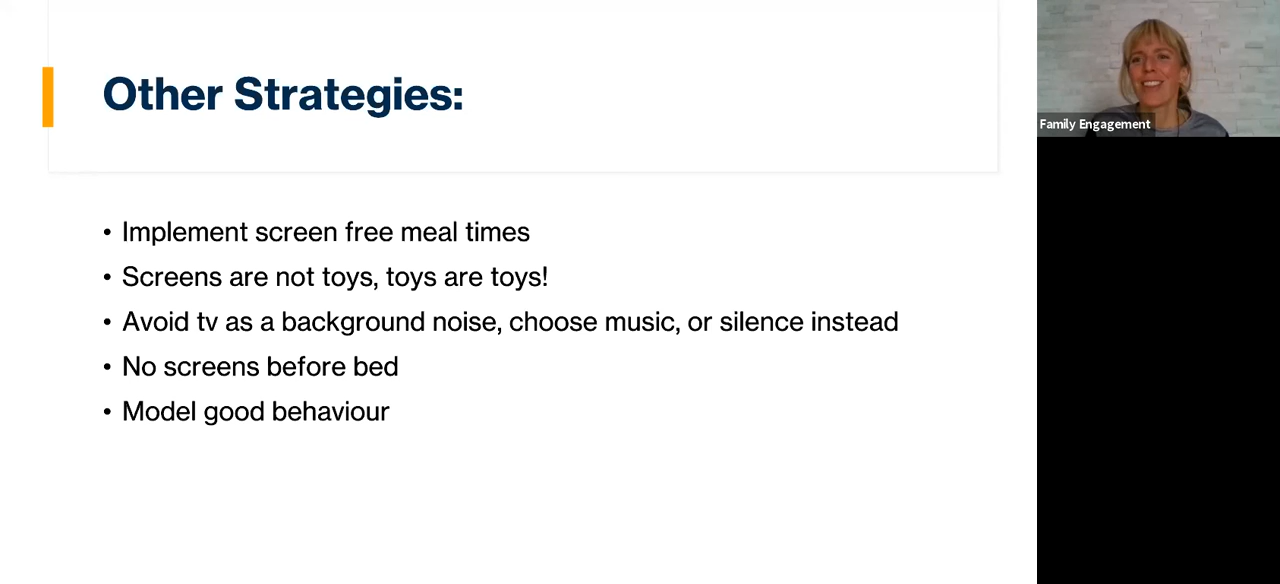 Other Strategies:
• Implement screen free meal times
• Screens are not toys, toys are toys!
• Avoid tv as a background noise, choose music, or silence instead
• No screens before bed
• Model good behaviour
Family Engagement